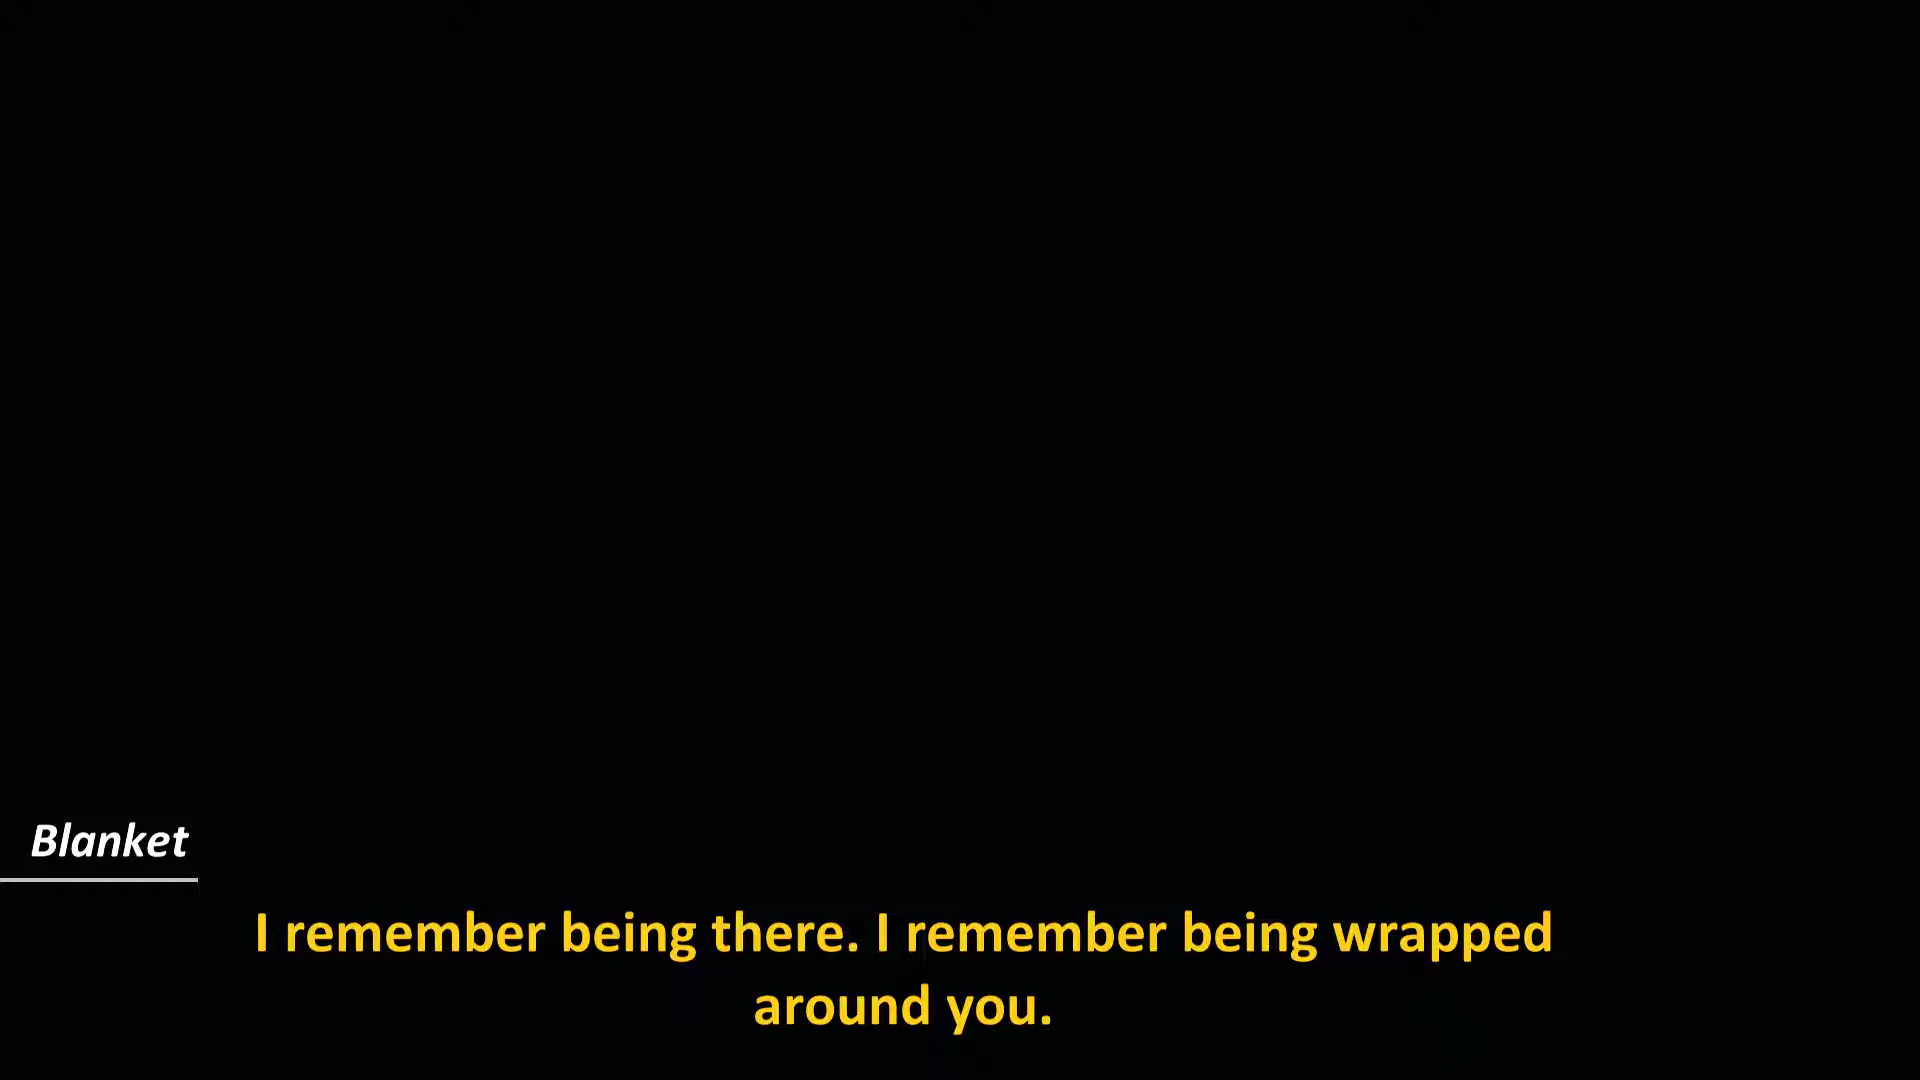 Blanket
I remember being there. I remember being wrapped
around you.